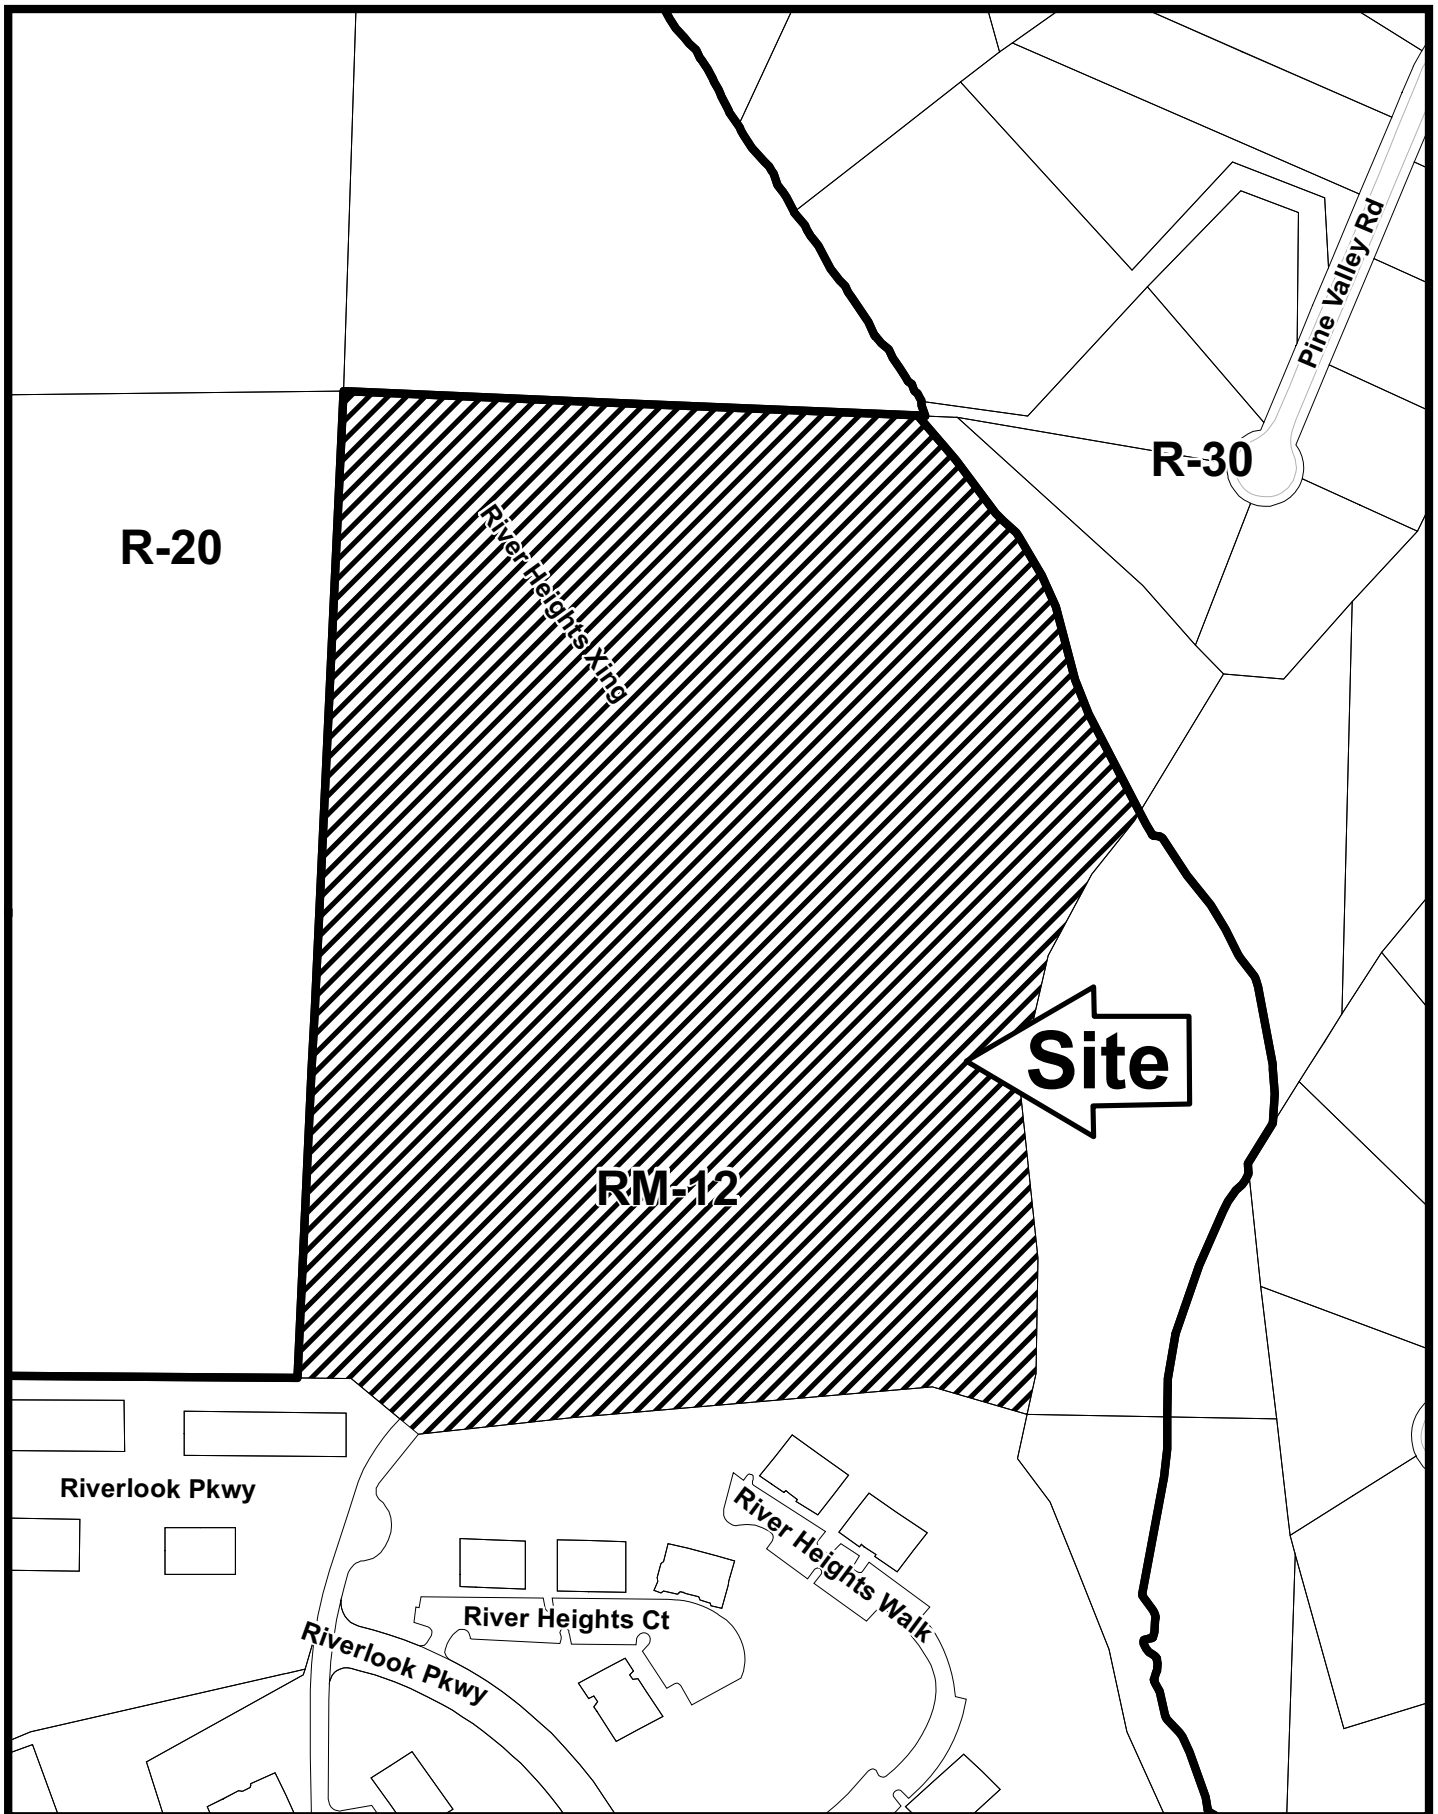 Pine Valley Rd
R-30
River Heights Xing
R-20
Site
RM-12
Riverlook Pkwy
River Heights Walk
River Heights Ct
Riverlook Pkwy